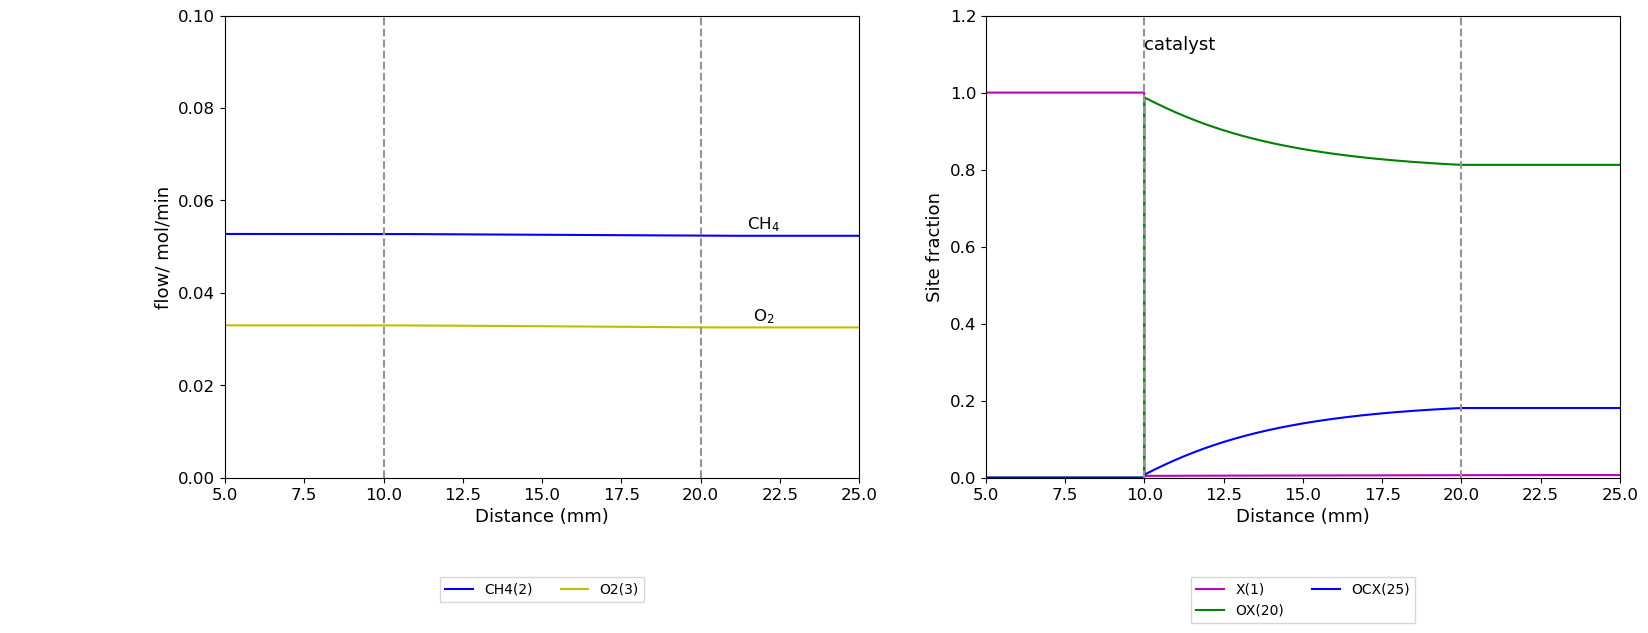 0.10
0.08
0.06
0.04
0.02
0.00
flow/ mol/min
CH4
O2
5.0 7.5 10.0 12.5 15.0 17.5 20.0 22.5 25.0
Distance (mm)
CH4(2) O2(3)
1.2
1.0
0.8
0.6
0.4
0.2
0.0
Site fraction
catalyst
5.0 7.5 10.0 12.5 15.0 17.5 20.0 22.5 25.0
Distance (mm)
X(1) OCX(25)
OX(20)